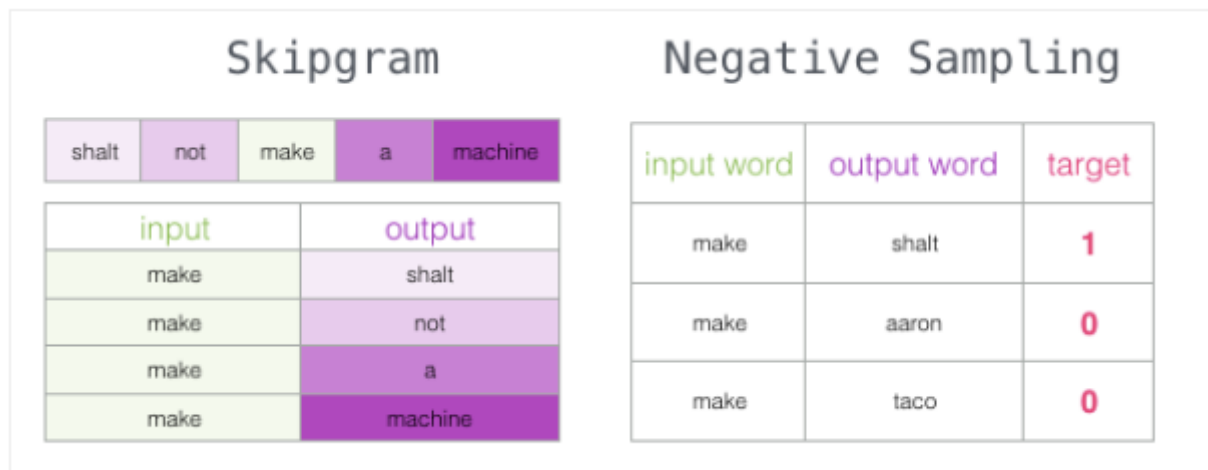 Skipgram
shalt not make a machine
input output
make shalt
make not
make a
make machine
Negative Sampling
input word output word target
make shalt 1
make aaron 0
make taco 0